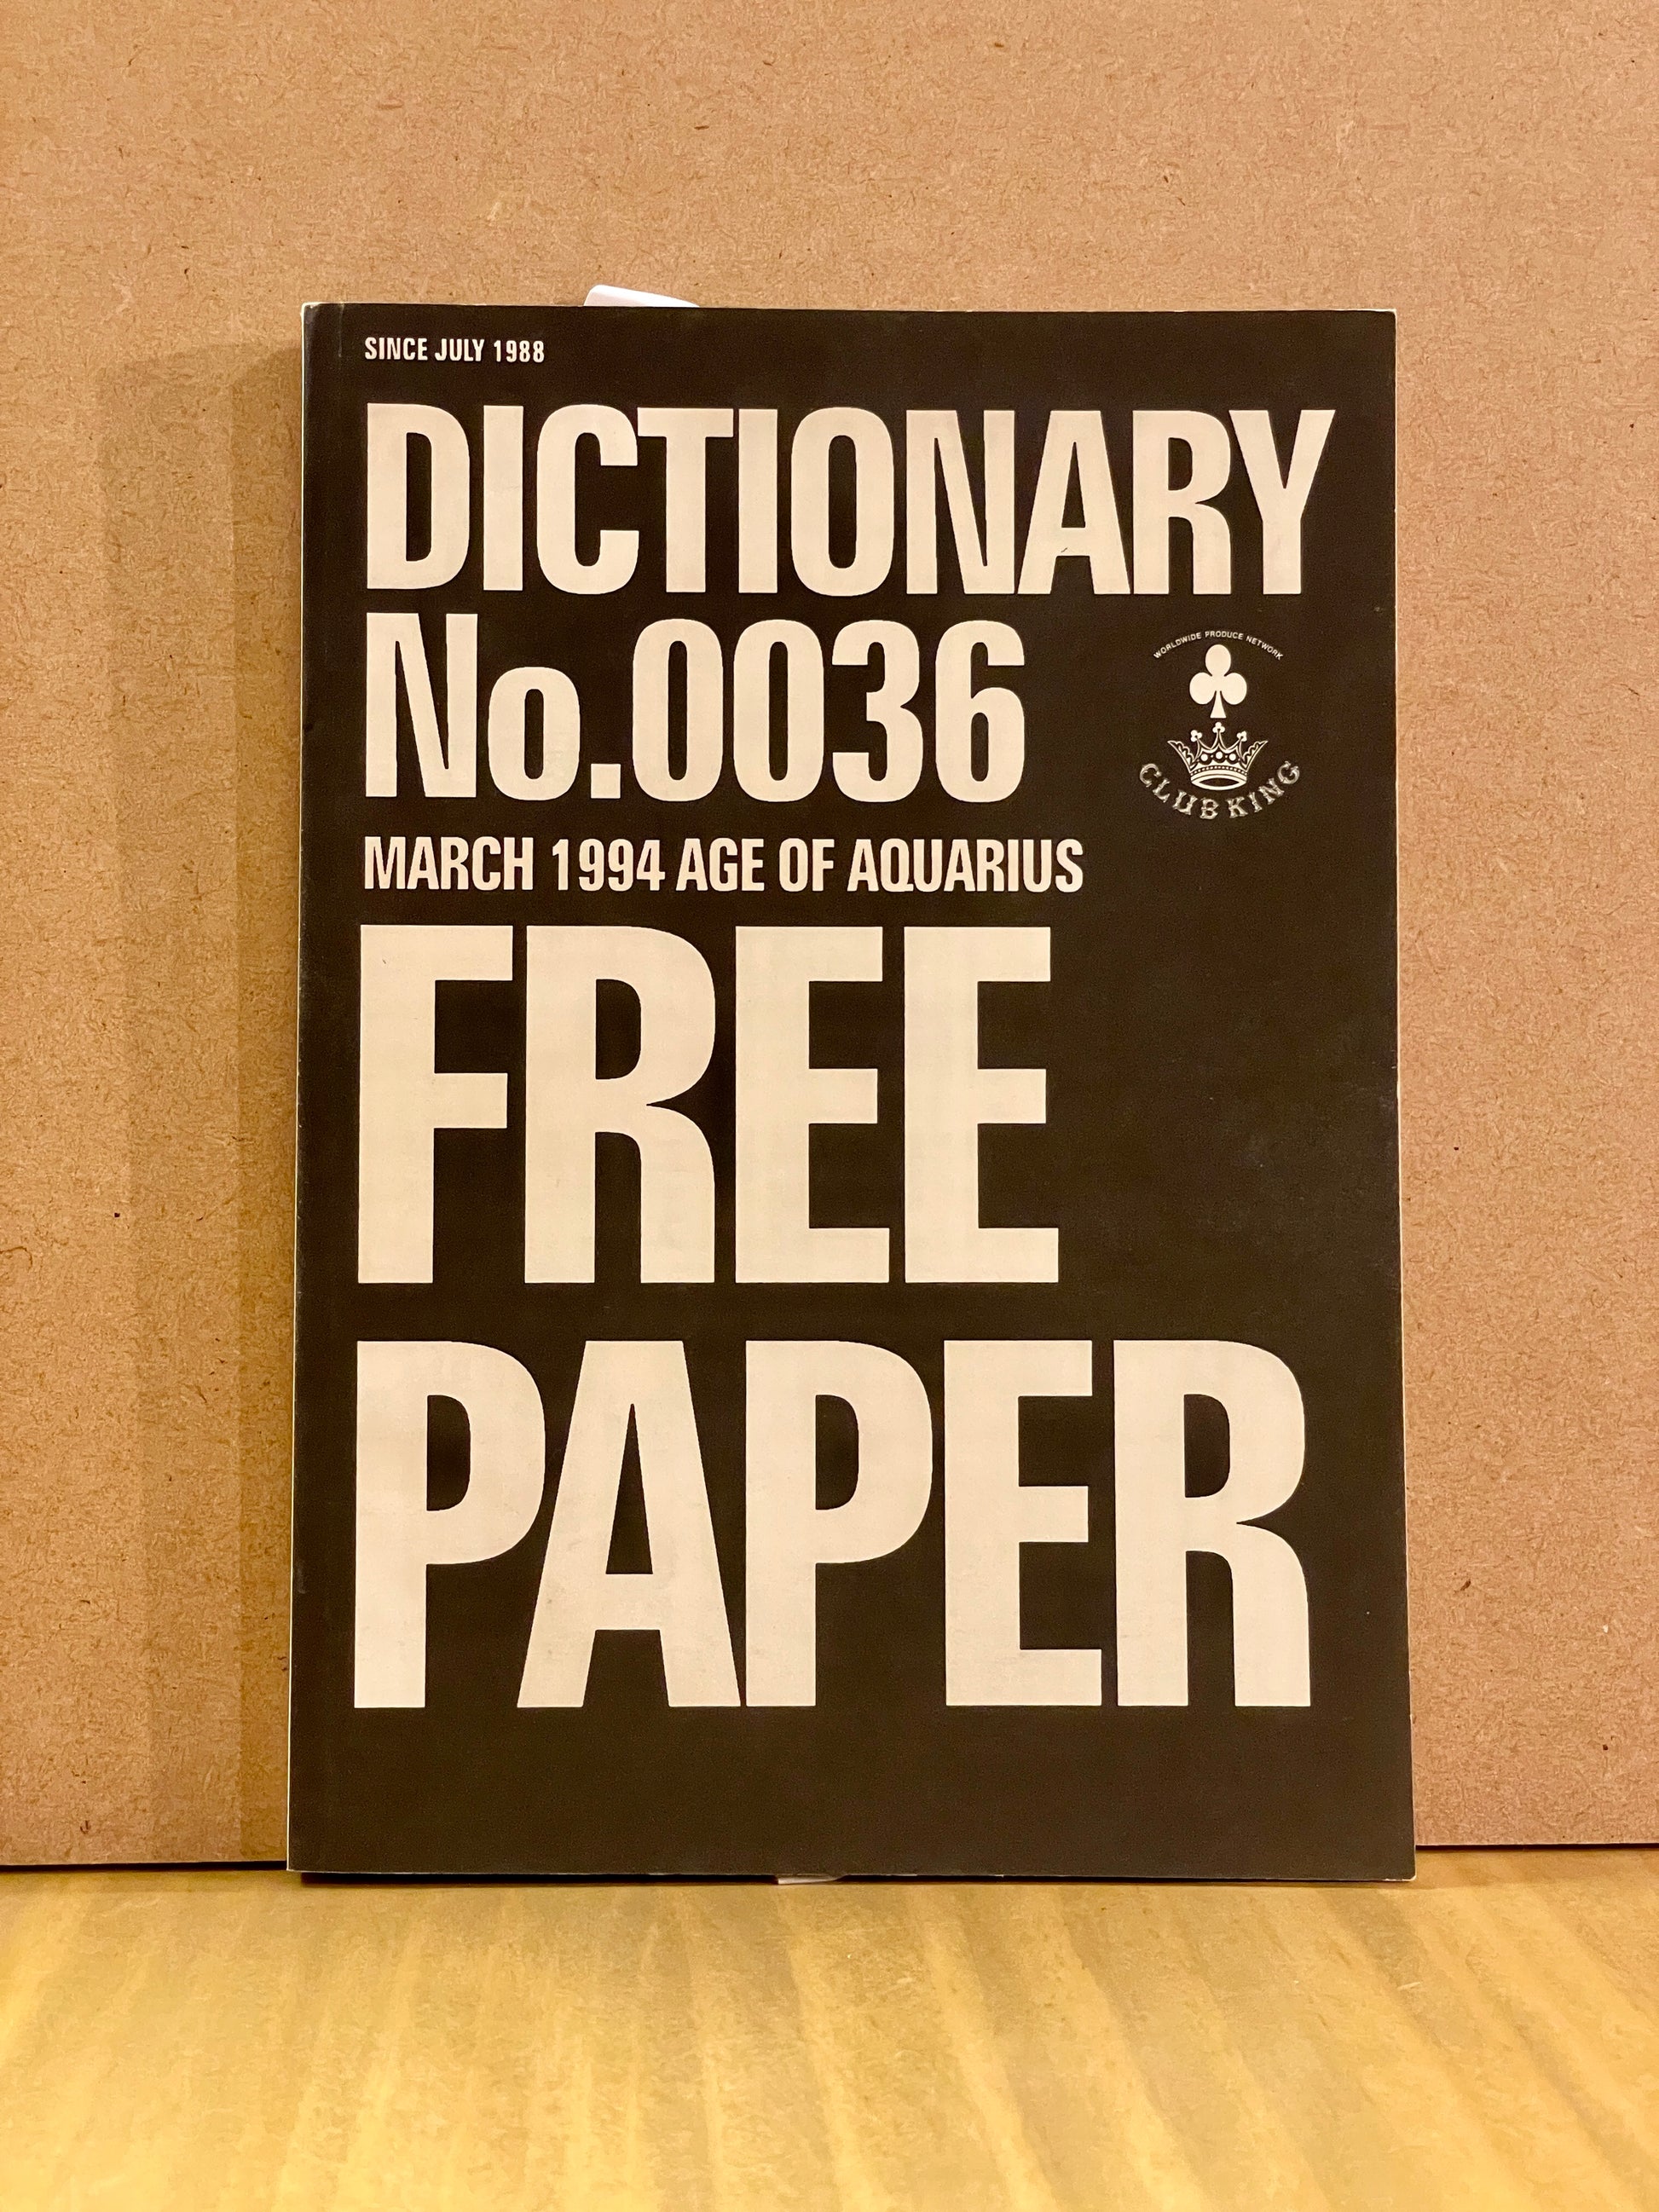 SINCE JULY 1988
DICTIONARY
No.0036
WORLDWIDE PRODUCE NETWORK
CLUB KING
MARCH 1994 AGE OF AQUARIUS
FREE
PAPER